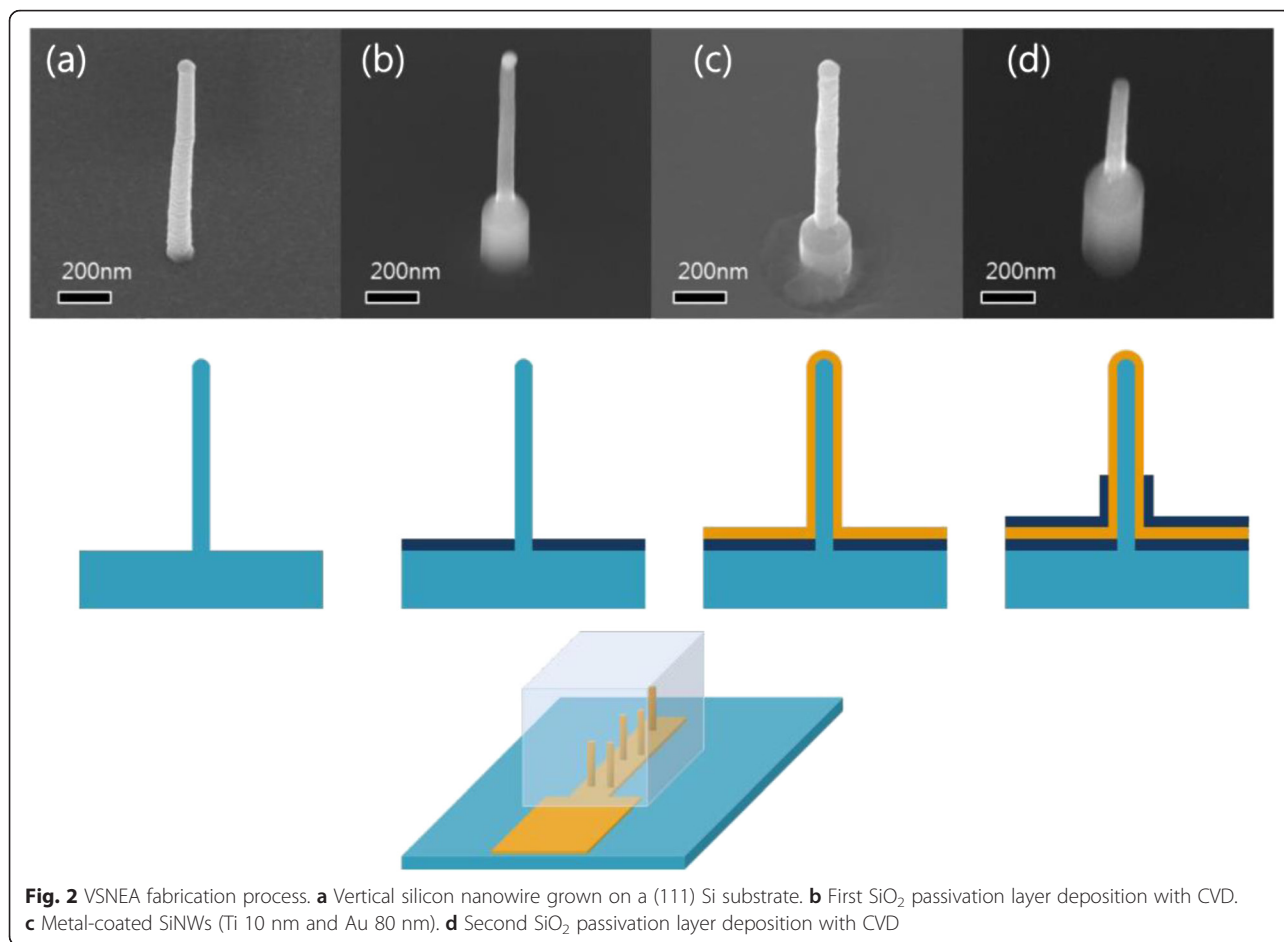 (a) (b) (c) (d)
200nm 200nm 200nm 200nm
Fig. 2 VSNEA fabrication process. a Vertical silicon nanowire grown on a (111) Si substrate. b First SiO₂ passivation layer deposition with CVD.
c Metal-coated SiNWs (Ti 10 nm and Au 80 nm). d Second SiO₂ passivation layer deposition with CVD